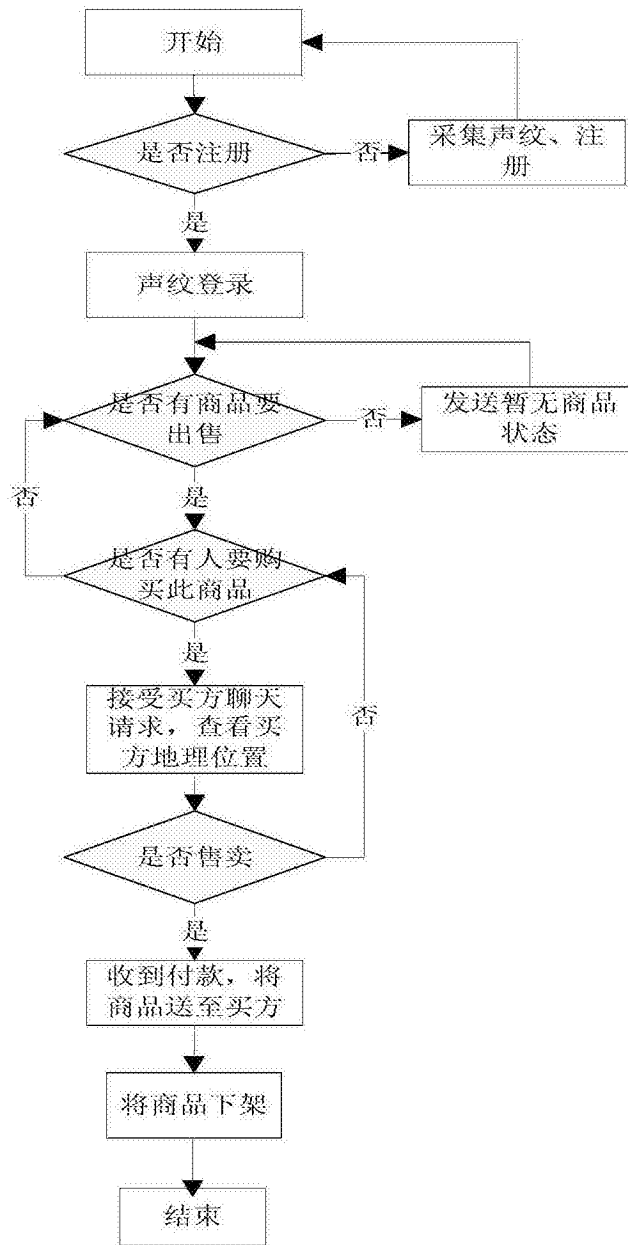 开始
是否注册
否
采集声纹、注
册
是
声纹登录
是否有商品要
出售
否
发送暂无商品
状态
否
是
是否有人要购
买此商品
是
接受买方聊天
请求，查看买
方地理位置
否
是否售卖
是
收到付款，将
商品送至买方
将商品下架
结束